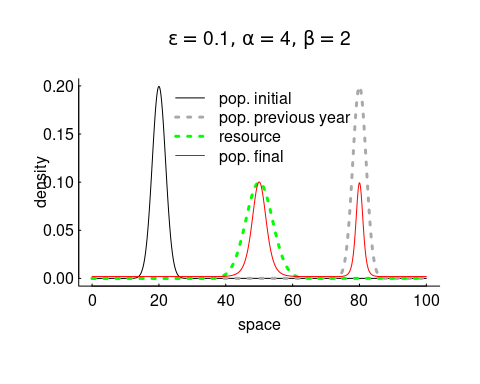 ε = 0.1, α = 4, β = 2
pop. initial
pop. previous year
resource
pop. final
density
0.20
0.15
0.10
0.05
0.00
0 20 40 60 80 100
space